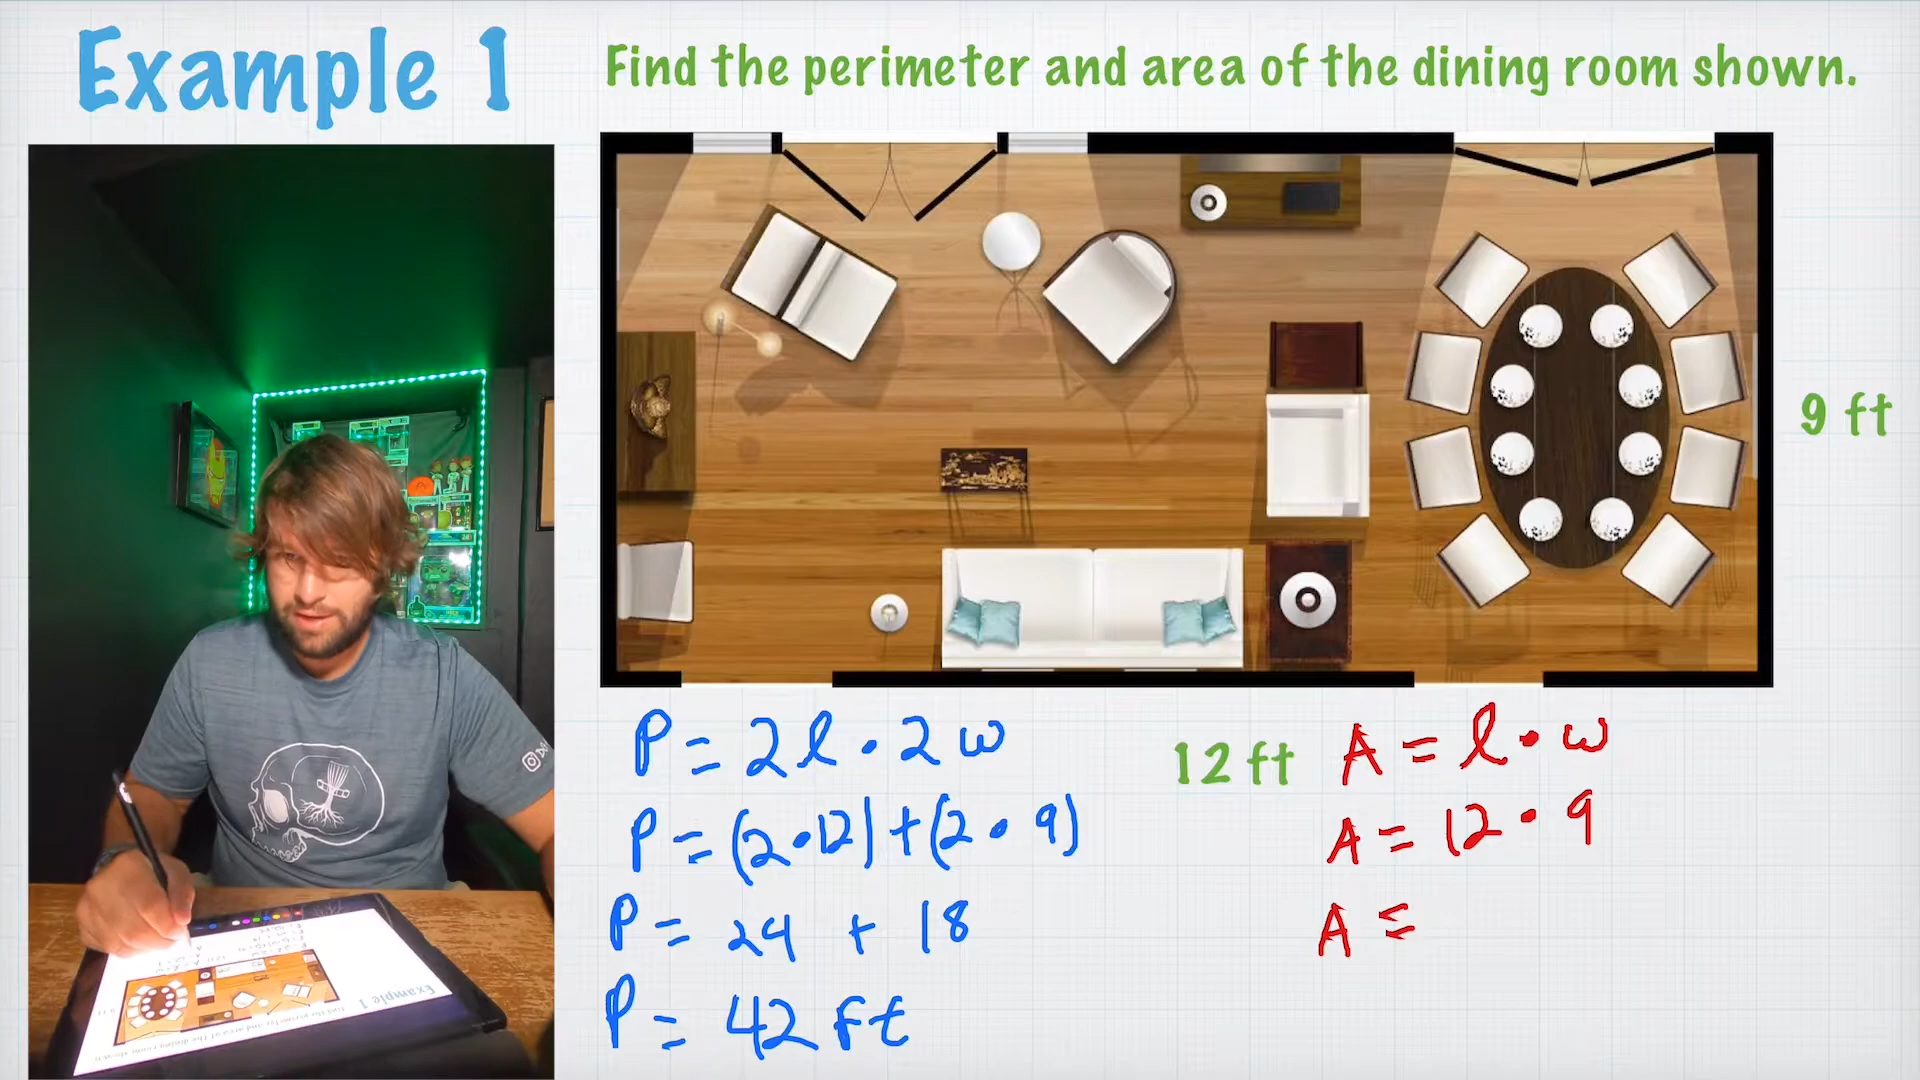 Example 1
Find the perimeter and area of the dining room shown.
9 ft
12 ft
P = 2l · 2w
P = (2·12) + (2·9)
P = 24 + 18
P = 42 ft
A = l · w
A = 12 · 9
A =